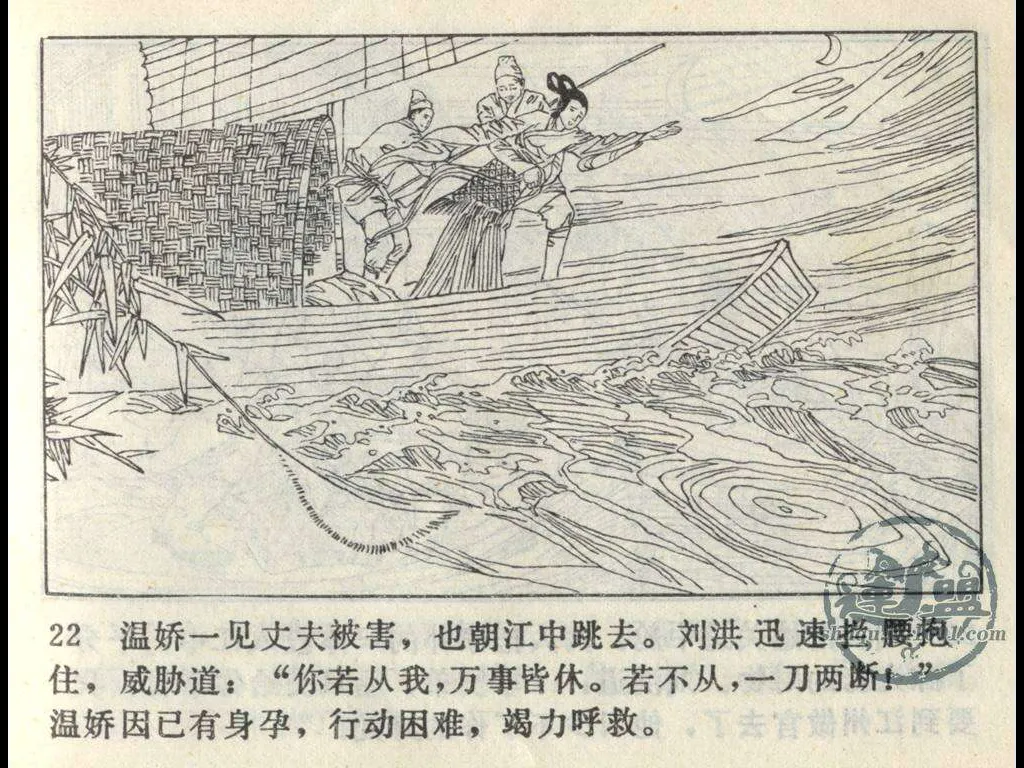 22 温娇一见丈夫被害，也朝江中跳去。刘洪迅速拦腰抱
住，威胁道：“你若从我，万事皆休。若不从，一刀两断！”
温娇因已有身孕，行动困难，竭力呼救。
连盟